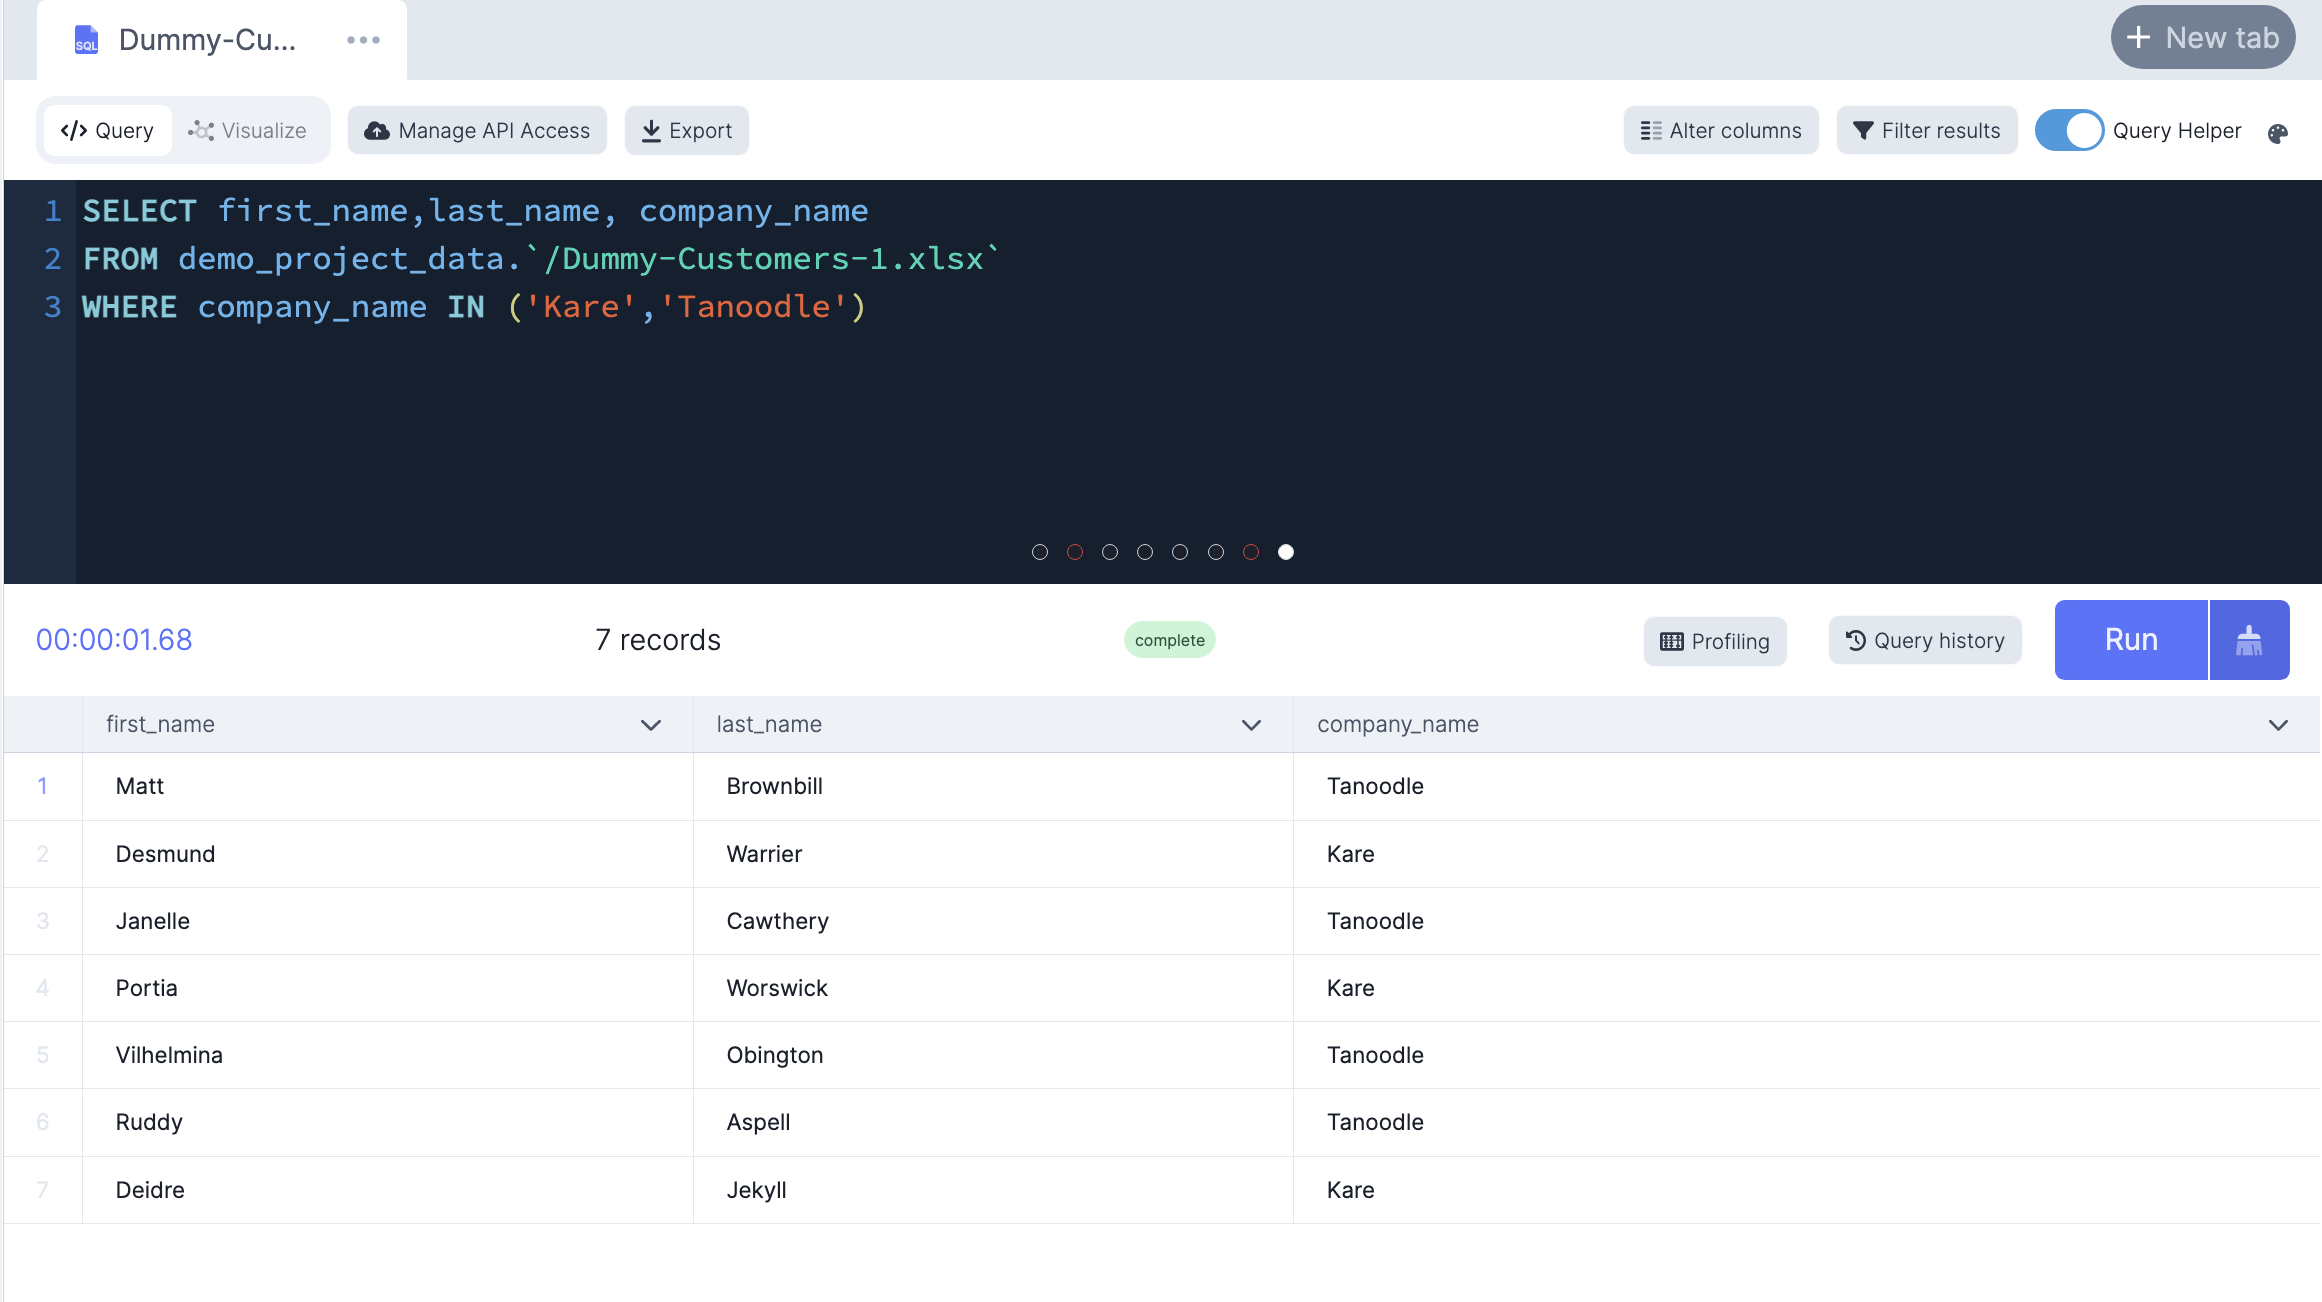 SQL Dummy-Cu... New tab
Query Visualize Manage API Access Export Alter columns Filter results Query Helper
1 SELECT first_name,last_name, company_name
2 FROM demo_project_data.`/Dummy-Customers-1.xlsx`
3 WHERE company_name IN ('Kare','Tanoodle')
00:00:01.68 7 records complete Profiling Query history Run
first_name last_name company_name
1 Matt Brownbill Tanoodle
2 Desmund Warrier Kare
3 Janelle Cawthery Tanoodle
4 Portia Worswick Kare
5 Vilhelmina Obington Tanoodle
6 Ruddy Aspell Tanoodle
7 Deidre Jekyll Kare